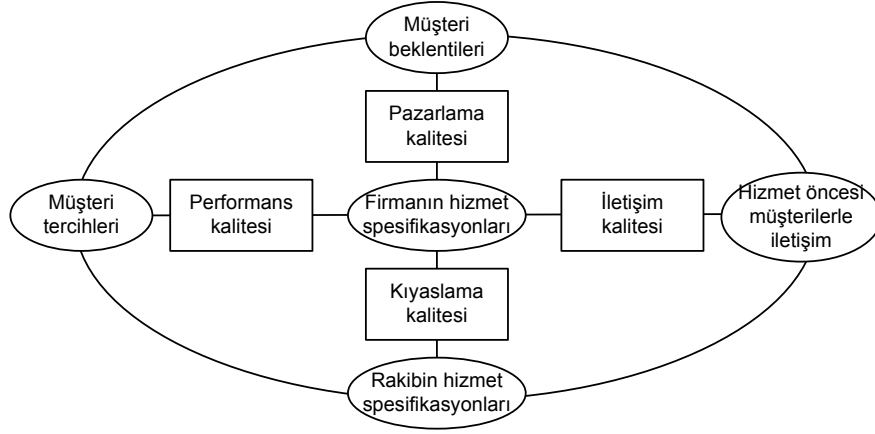 Müşteri
beklentileri
Pazarlama
kalitesi
Müşteri
tercihleri
Performans
kalitesi
Firmanın hizmet
spesifikasyonları
İletişim
kalitesi
Hizmet öncesi
müşterilerle
iletişim
Kıyaslama
kalitesi
Rakibin hizmet
spesifikasyonları